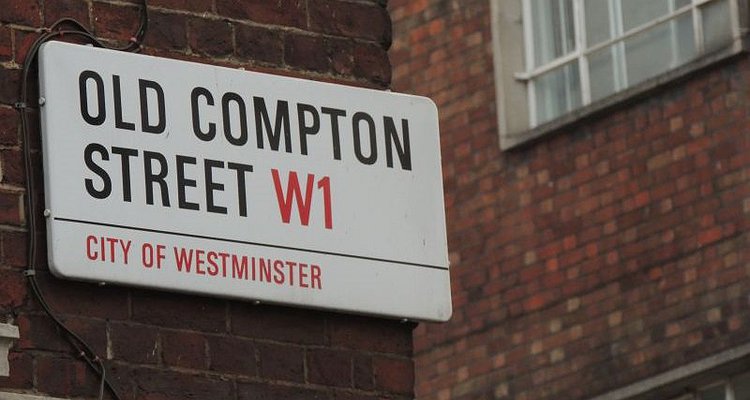 OLD COMPTON
STREET W1
CITY OF WESTMINSTER